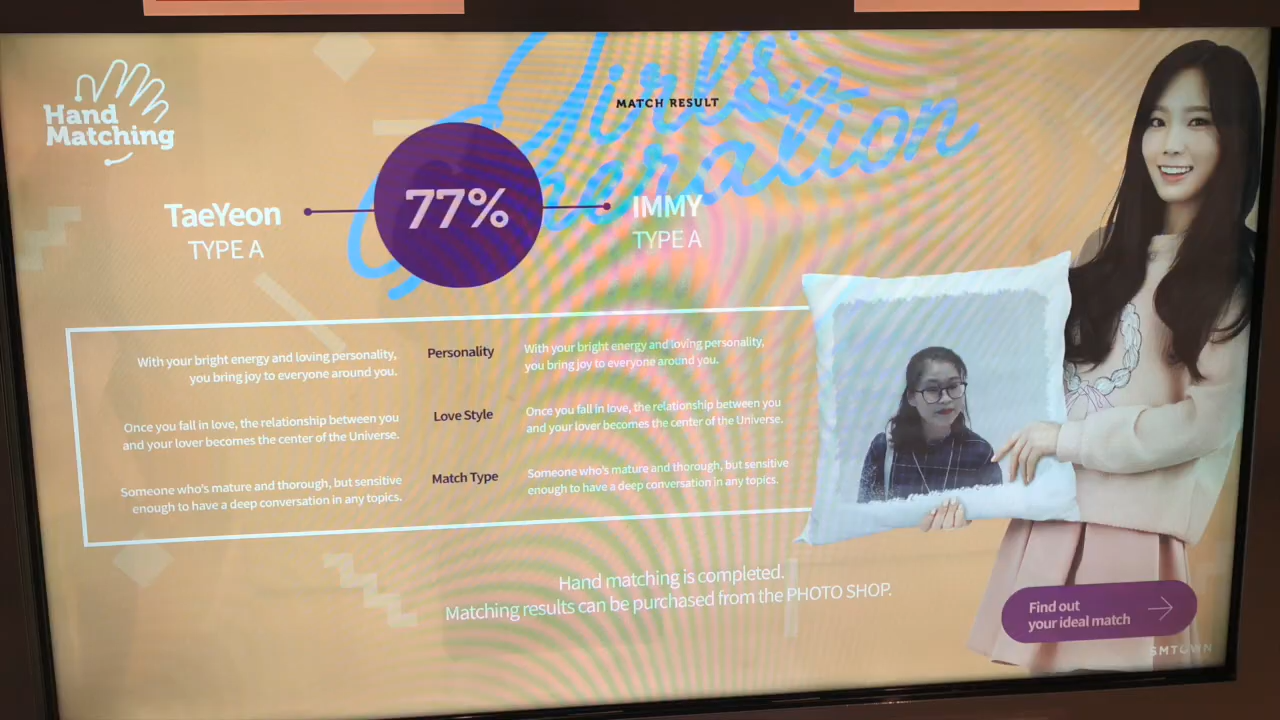 Hand
Matching
Girls'
Generation
MATCH RESULT
TaeYeon
TYPE A
77%
IMMY
TYPE A
With your bright energy and loving personality,
you bring joy to everyone around you.
Personality
With your bright energy and loving personality,
you bring joy to everyone around you.
Once you fall in love, the relationship between you
and your lover becomes the center of the Universe.
Love Style
Once you fall in love, the relationship between you
and your lover becomes the center of the Universe.
Someone who's mature and thorough, but sensitive
enough to have a deep conversation in any topics.
Match Type
Someone who's mature and thorough, but sensitive
enough to have a deep conversation in any topics.
Hand matching is completed.
Matching results can be purchased from the PHOTO SHOP.
Find out
your ideal match
SMTOWN